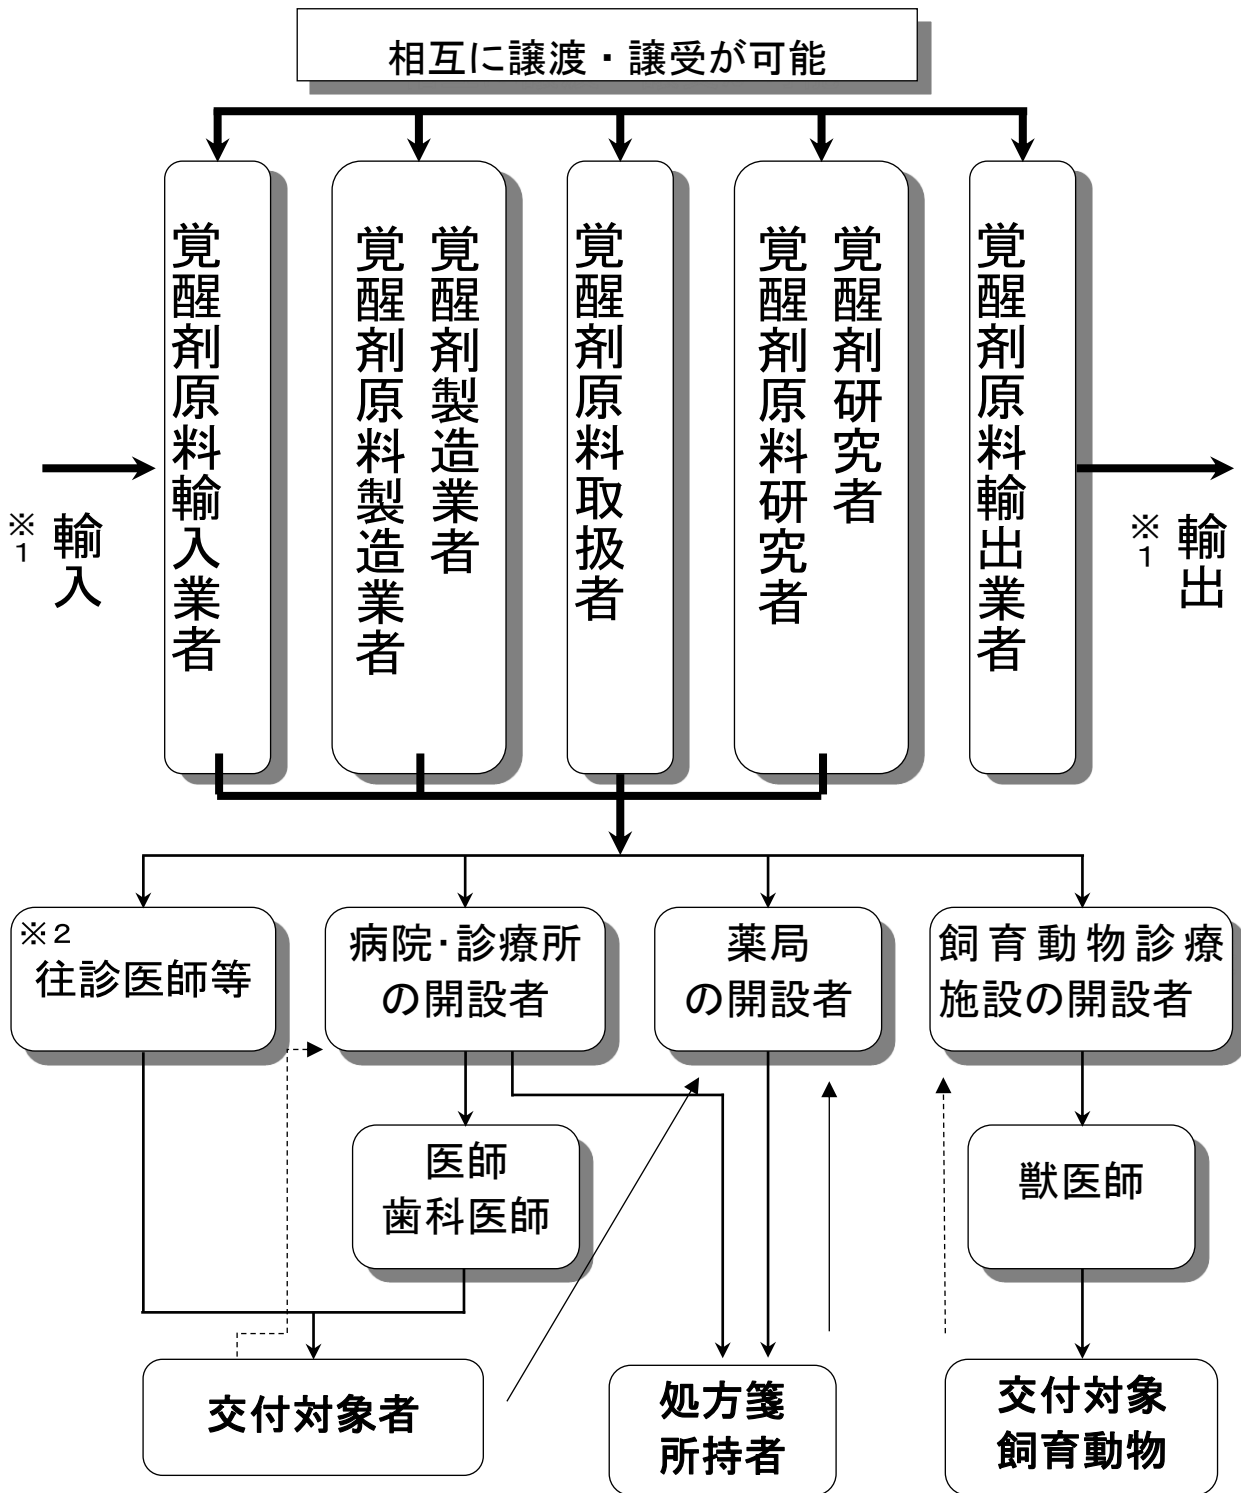 相互に譲渡・譲受が可能
※1 輸入
覚醒剤原料輸入業者
覚醒剤製造業者
覚醒剤原料製造業者
覚醒剤原料取扱者
覚醒剤研究者
覚醒剤原料研究者
覚醒剤原料輸出業者
※1 輸出
※2
往診医師等
病院・診療所
の開設者
薬局
の開設者
飼育動物診療
施設の開設者
医師
歯科医師
獣医師
交付対象者
処方箋
所持者
交付対象
飼育動物